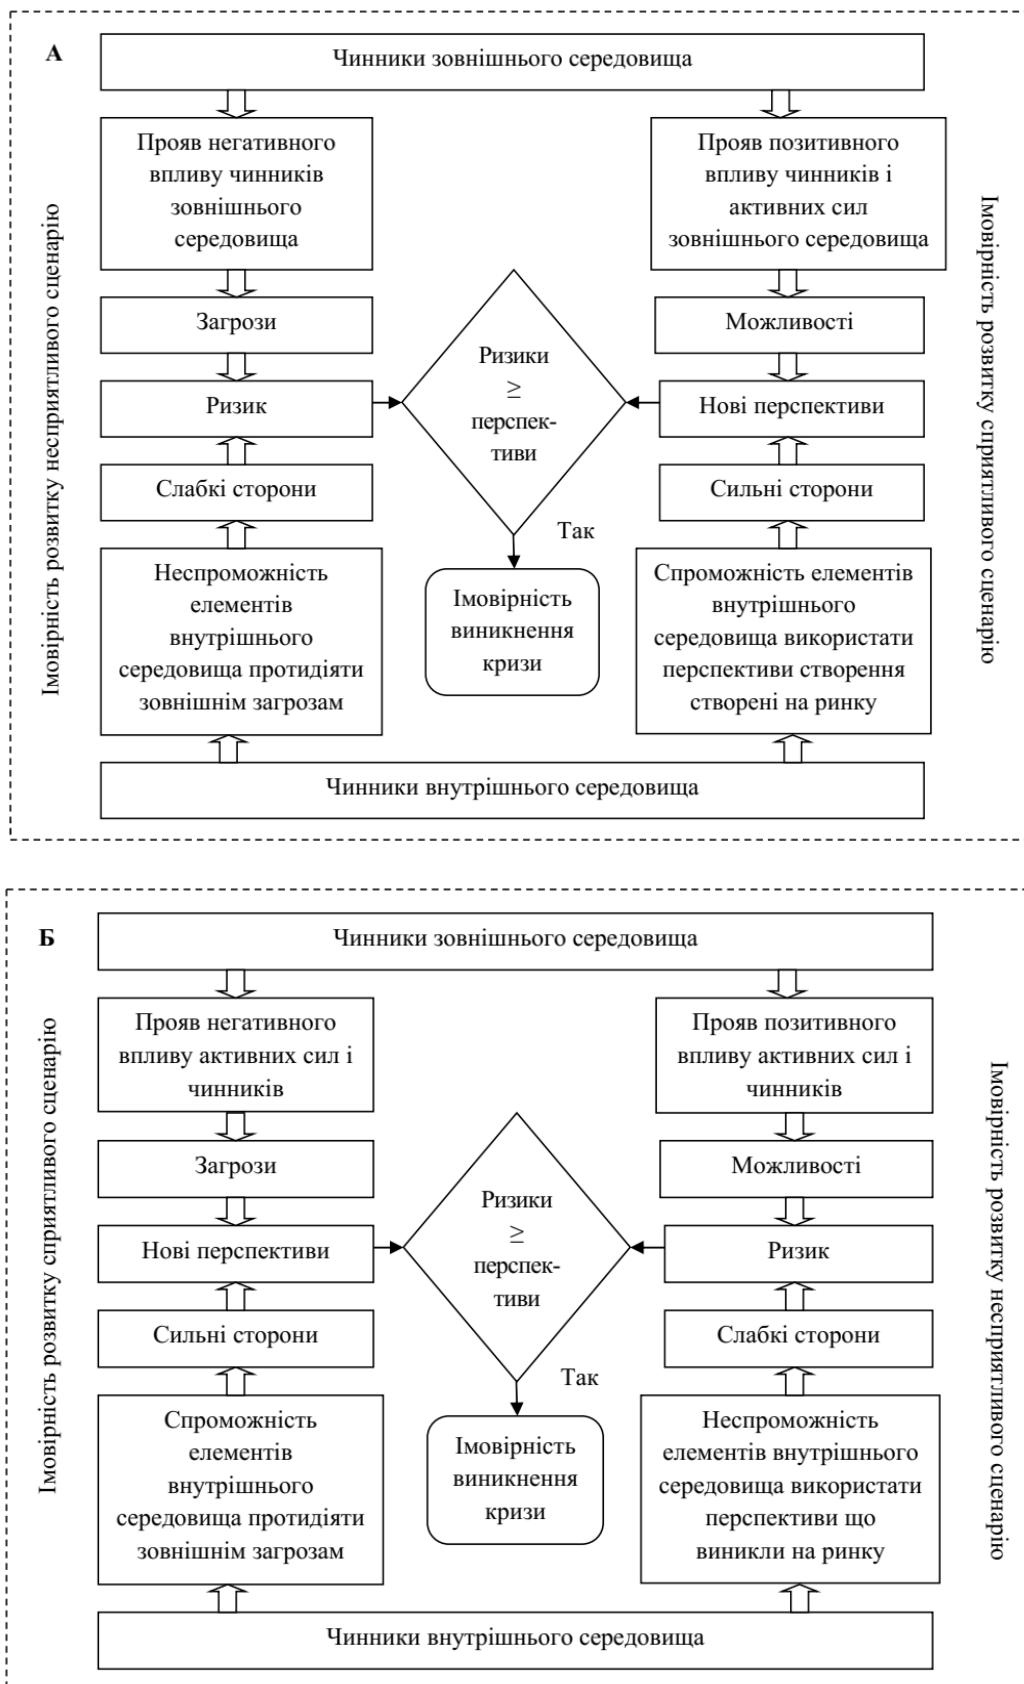 А
Чинники зовнішнього середовища
Прояв негативного
впливу чинників
зовнішнього
середовища
Прояв позитивного
впливу чинників і
активних сил
зовнішнього середовища
Імовірність розвитку несприятливого сценарію
Імовірність розвитку сприятливого сценарію
Загрози
Можливості
Ризики
≥
перспек-
тиви
Ризик
Нові перспективи
Слабкі сторони
Сильні сторони
Так
Неспроможність
елементів
внутрішнього
середовища протидіяти
зовнішнім загрозам
Імовірність
виникнення
кризи
Спроможність елементів
внутрішнього
середовища використати
перспективи створення
створені на ринку
Чинники внутрішнього середовища
Б
Чинники зовнішнього середовища
Прояв негативного
впливу активних сил і
чинників
Прояв позитивного
впливу активних сил і
чинників
Імовірність розвитку сприятливого сценарію
Імовірність розвитку несприятливого сценарію
Загрози
Можливості
Ризики
≥
перспек-
тиви
Нові перспективи
Ризик
Сильні сторони
Слабкі сторони
Так
Спроможність
елементів
внутрішнього
середовища протидіяти
зовнішнім загрозам
Імовірність
виникнення
кризи
Неспроможність
елементів внутрішнього
середовища використати
перспективи що
виникли на ринку
Чинники внутрішнього середовища